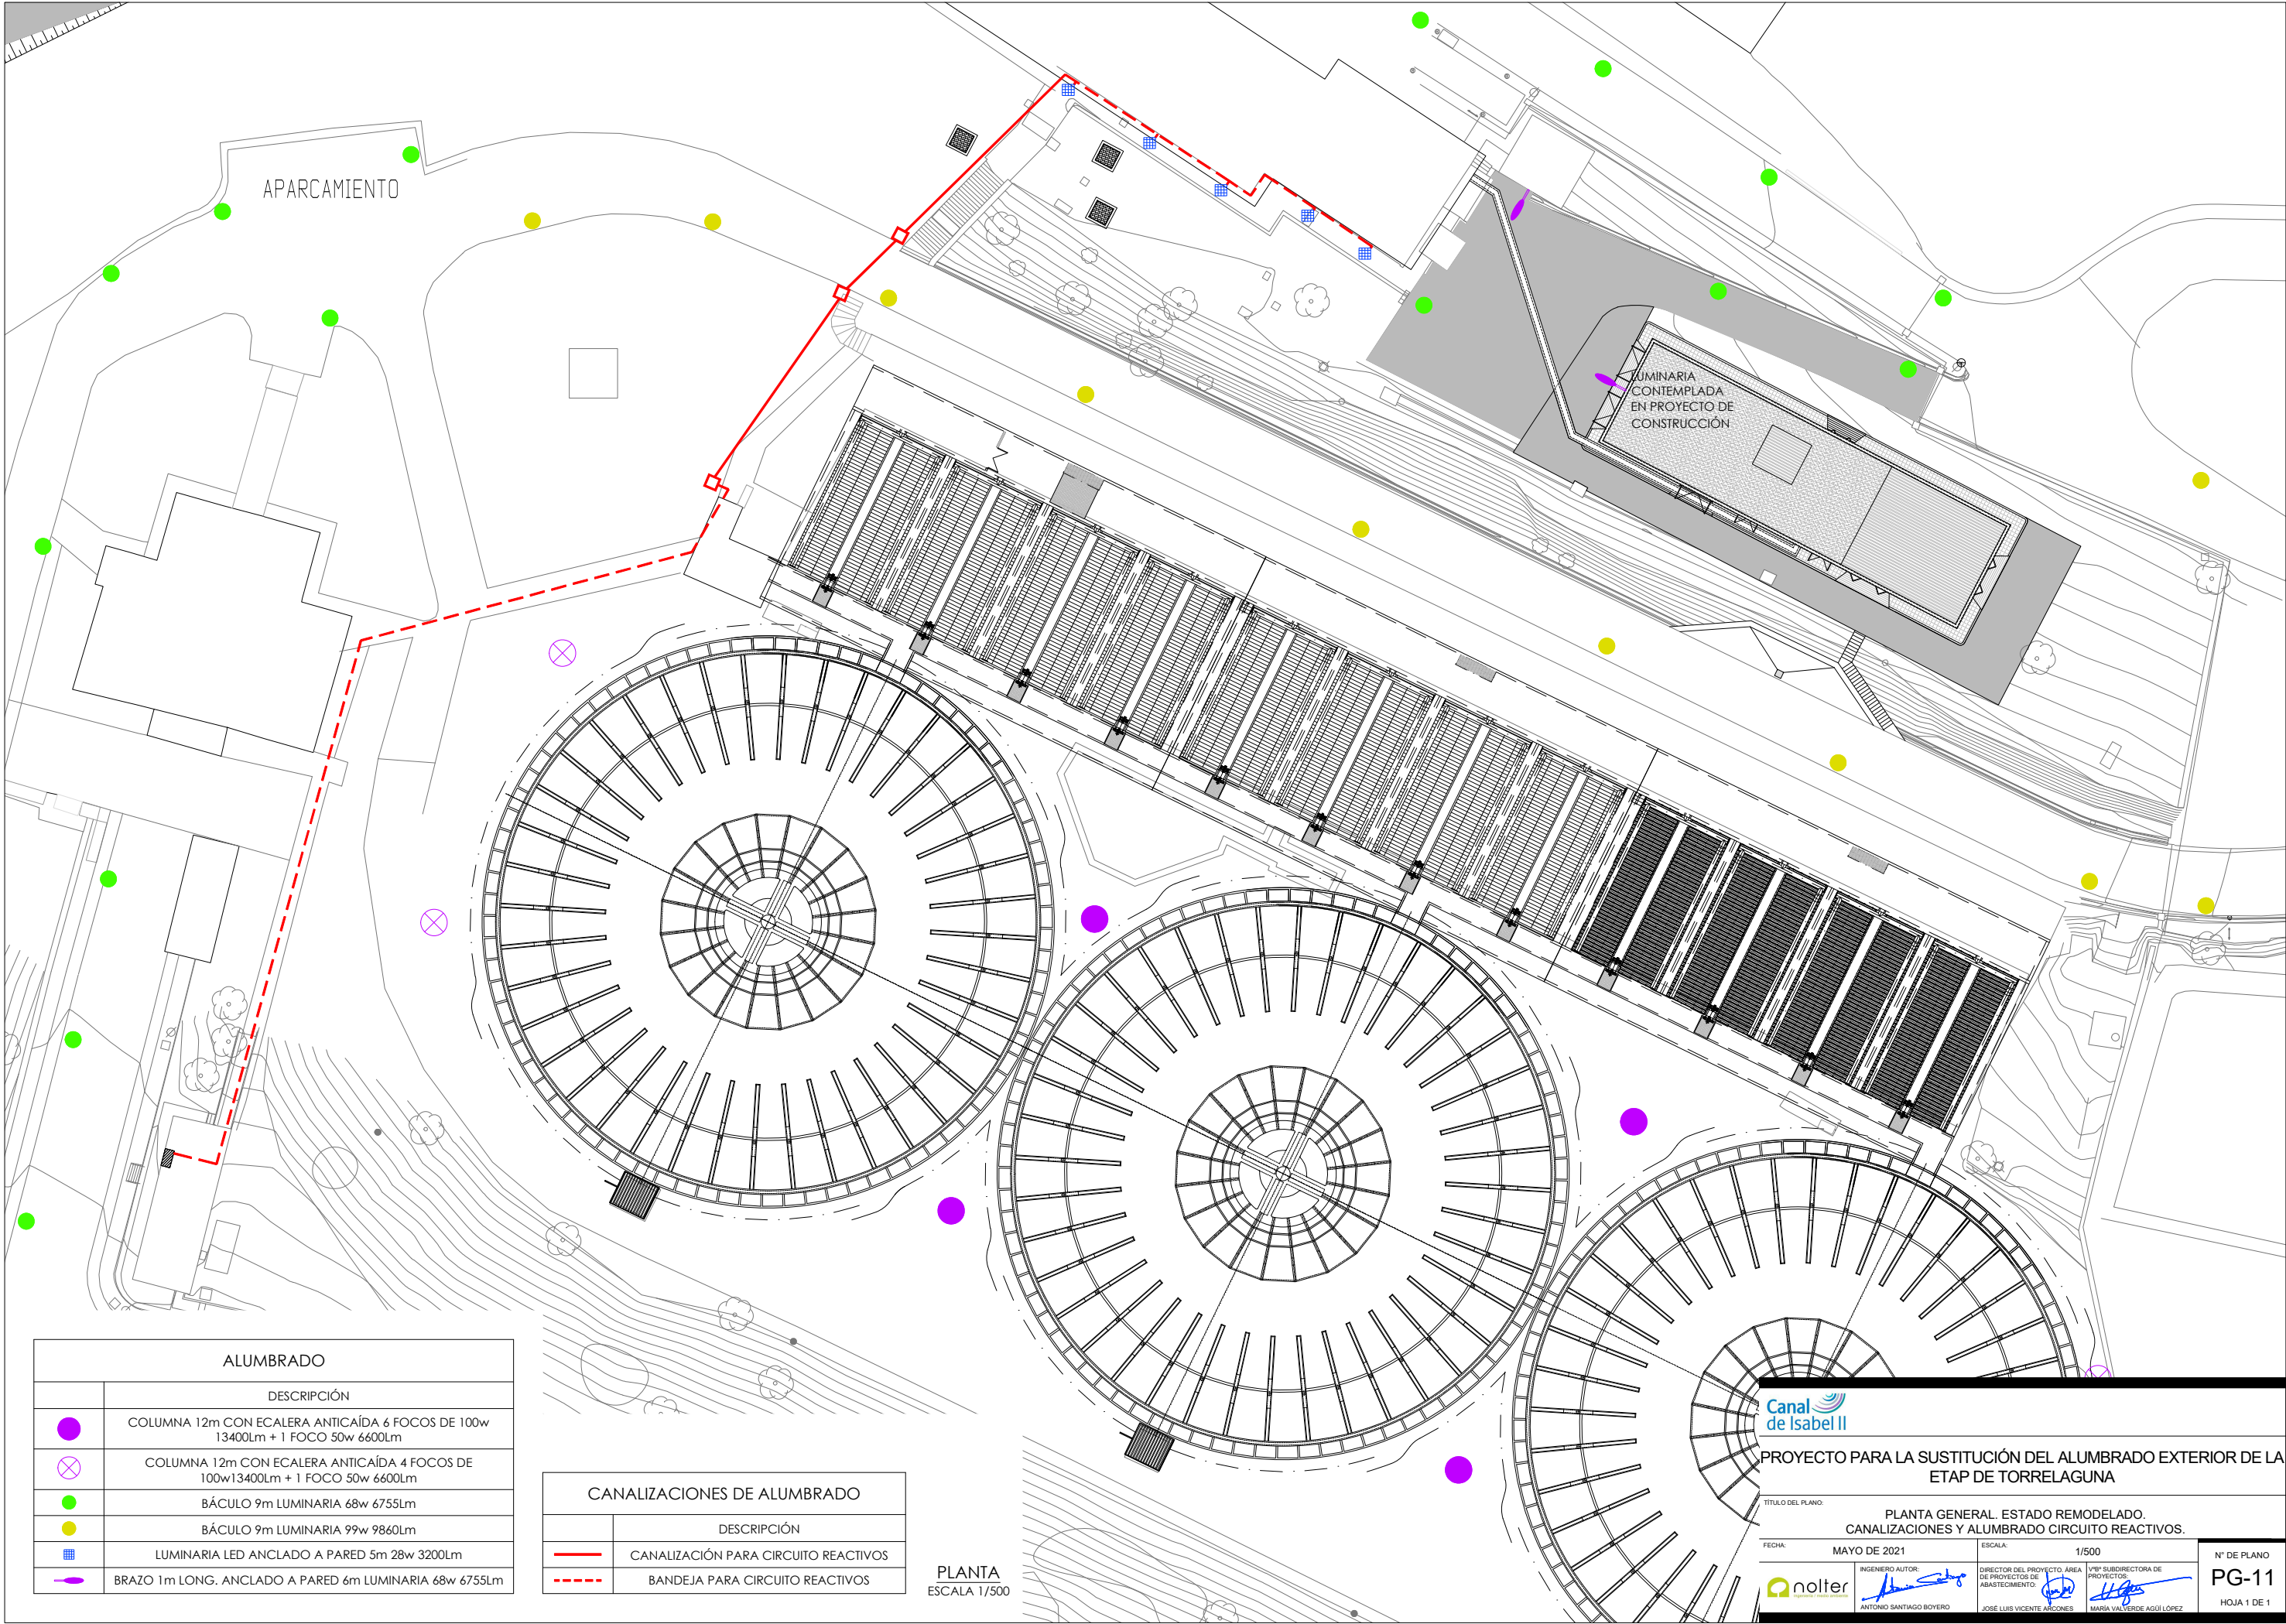 APARCAMIENTO
LUMINARIA
CONTEMPLADA
EN PROYECTO DE
CONSTRUCCIÓN
ALUMBRADO
DESCRIPCIÓN
COLUMNA 12m CON ECALERA ANTICAÍDA 6 FOCOS DE 100w
13400Lm + 1 FOCO 50w 6600Lm
COLUMNA 12m CON ECALERA ANTICAÍDA 4 FOCOS DE
100w13400Lm + 1 FOCO 50w 6600Lm
BÁCULO 9m LUMINARIA 68w 6755Lm
BÁCULO 9m LUMINARIA 99w 9860Lm
LUMINARIA LED ANCLADO A PARED 5m 28w 3200Lm
BRAZO 1m LONG. ANCLADO A PARED 6m LUMINARIA 68w 6755Lm
CANALIZACIONES DE ALUMBRADO
DESCRIPCIÓN
CANALIZACIÓN PARA CIRCUITO REACTIVOS
BANDEJA PARA CIRCUITO REACTIVOS
PLANTA
ESCALA 1/500
Canal
de Isabel II
PROYECTO PARA LA SUSTITUCIÓN DEL ALUMBRADO EXTERIOR DE LA
ETAP DE TORRELAGUNA
TÍTULO DEL PLANO:
PLANTA GENERAL. ESTADO REMODELADO.
CANALIZACIONES Y ALUMBRADO CIRCUITO REACTIVOS.
FECHA:
MAYO DE 2021
ESCALA:
1/500
Nº DE PLANO
PG-11
HOJA 1 DE 1
nolter
INGENIERO AUTOR:
ANTONIO SANTIAGO BOYERO
DIRECTOR DEL PROYECTO. ÁREA
DE PROYECTOS DE
ABASTECIMIENTO:
JOSÉ LUIS VICENTE ARCONES
VºBº SUBDIRECTORA DE
PROYECTOS:
MARÍA VALVERDE AGÜI LÓPEZ